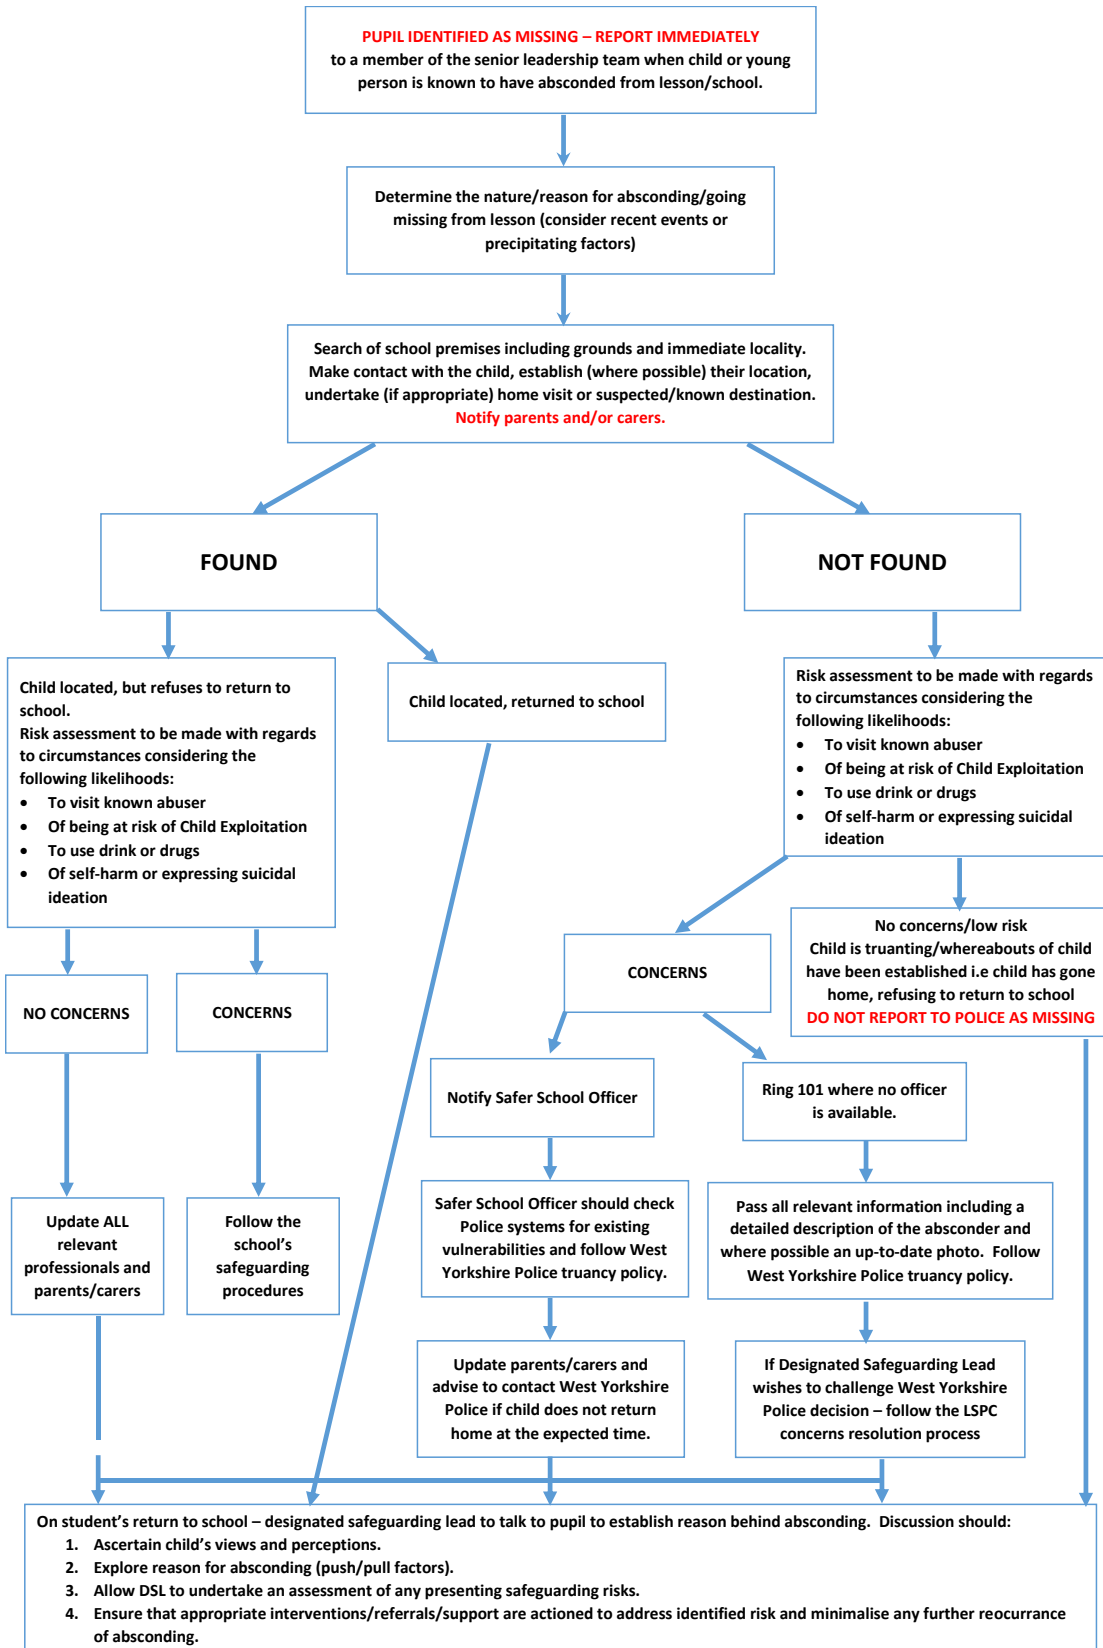 PUPIL IDENTIFIED AS MISSING – REPORT IMMEDIATELY
to a member of the senior leadership team when child or young
person is known to have absconded from lesson/school.
Determine the nature/reason for absconding/going
missing from lesson (consider recent events or
precipitating factors)
Search of school premises including grounds and immediate locality.
Make contact with the child, establish (where possible) their location,
undertake (if appropriate) home visit or suspected/known destination.
Notify parents and/or carers.
FOUND
NOT FOUND
Child located, but refuses to return to
school.
Risk assessment to be made with regards
to circumstances considering the
following likelihoods:
• To visit known abuser
• Of being at risk of Child Exploitation
• To use drink or drugs
• Of self-harm or expressing suicidal
ideation
Child located, returned to school
Risk assessment to be made with regards
to circumstances considering the
following likelihoods:
• To visit known abuser
• Of being at risk of Child Exploitation
• To use drink or drugs
• Of self-harm or expressing suicidal
ideation
NO CONCERNS
CONCERNS
CONCERNS
No concerns/low risk
Child is truanting/whereabouts of child
have been established i.e child has gone
home, refusing to return to school
DO NOT REPORT TO POLICE AS MISSING
Notify Safer School Officer
Ring 101 where no officer
is available.
Update ALL
relevant
professionals and
parents/carers
Follow the
school's
safeguarding
procedures
Safer School Officer should check
Police systems for existing
vulnerabilities and follow West
Yorkshire Police truancy policy.
Pass all relevant information including a
detailed description of the absconder and
where possible an up-to-date photo. Follow
West Yorkshire Police truancy policy.
Update parents/carers and
advise to contact West Yorkshire
Police if child does not return
home at the expected time.
If Designated Safeguarding Lead
wishes to challenge West Yorkshire
Police decision – follow the LSPC
concerns resolution process
On student's return to school – designated safeguarding lead to talk to pupil to establish reason behind absconding. Discussion should:
1. Ascertain child's views and perceptions.
2. Explore reason for absconding (push/pull factors).
3. Allow DSL to undertake an assessment of any presenting safeguarding risks.
4. Ensure that appropriate interventions/referrals/support are actioned to address identified risk and minimalise any further reocurrance
of absconding.